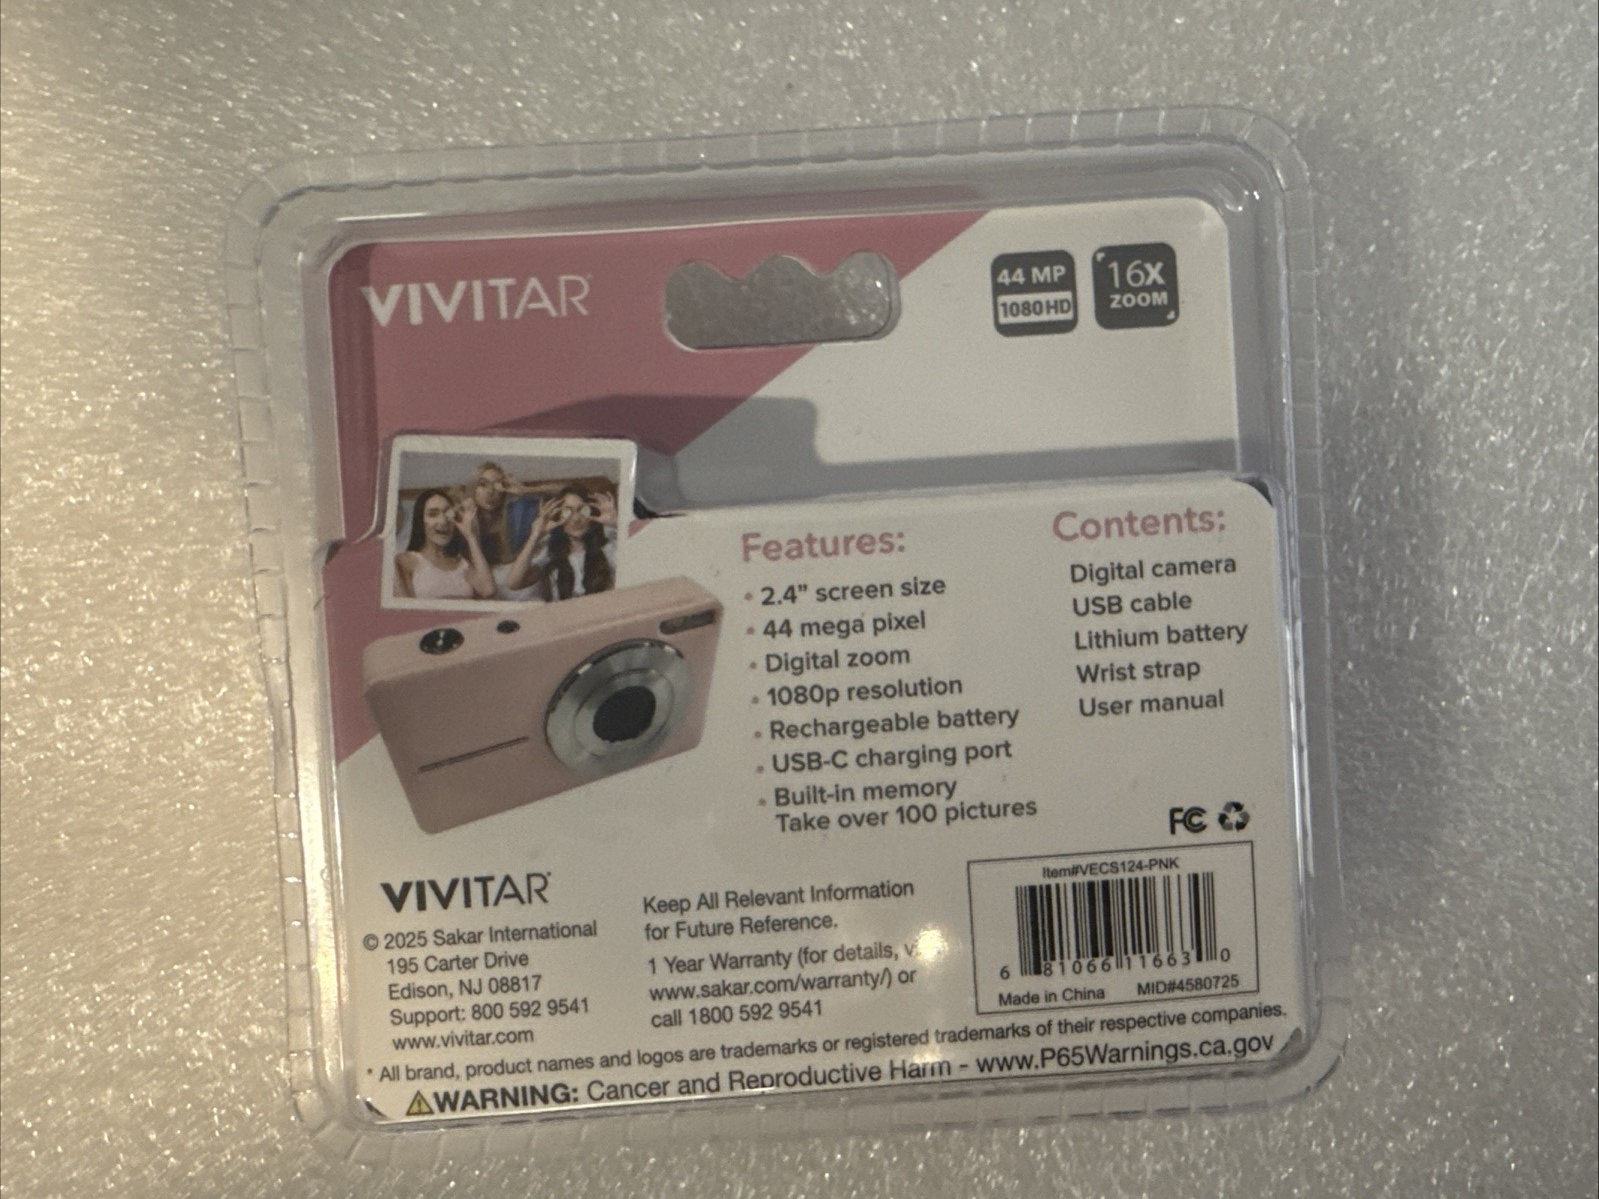 VIVITAR
44 MP
1080HD
16X
ZOOM
Features:
• 2.4” screen size
• 44 mega pixel
• Digital zoom
• 1080p resolution
• Rechargeable battery
• USB-C charging port
• Built-in memory
Take over 100 pictures
Contents:
Digital camera
USB cable
Lithium battery
Wrist strap
User manual
FC
VIVITAR
© 2025 Sakar International
195 Carter Drive
Edison, NJ 08817
Support: 800 592 9541
www.vivitar.com
Keep All Relevant Information
for Future Reference.
1 Year Warranty (for details,
www.sakar.com/warranty/) or
call 1800 592 9541
Item#VECS124-PNK
6 81066 11663 0
Made in China MID#4580725
* All brand, product names and logos are trademarks or registered trademarks of their respective companies.
⚠WARNING: Cancer and Reproductive Harm - www.P65Warnings.ca.gov